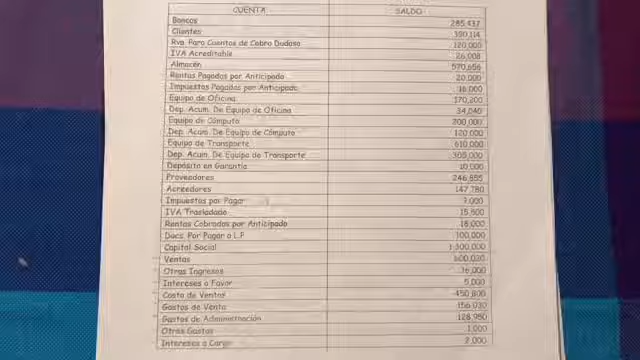 CUENTA SALDO
Bancos 285,437
Clientes 390,114
Rva. Para Cuentas de Cobro Dudoso 120,000
IVA Acreditable 26,008
Almacén 570,656
Rentas Pagadas por Anticipado 20,000
Impuestos Pagados por Anticipado 16,000
Equipo de Oficina 170,200
Dep. Acum. De Equipo de Oficina 34,040
Equipo de Cómputo 200,000
Dep. Acum. De Equipo de Cómputo 120,000
Equipo de Transporte 610,000
Dep. Acum. De Equipo de Transporte 305,000
Depósito en Garantía 10,000
Proveedores 246,855
Acreedores 147,780
Impuestos por Pagar
IVA Trasladado 15,500
Rentas Cobradas por Anticipado 18,000
Docs. Por Pagar a L.P. 100,000
Capital Social 1'300,000
Ventas 600,030
Otros Ingresos 16,000
Intereses a Favor 5,000
Costo de Ventas 450,800
Gastos de Venta 156,030
Gastos de Administración 128,950
Otros Gastos 1,000
Intereses a Cargo 2,000